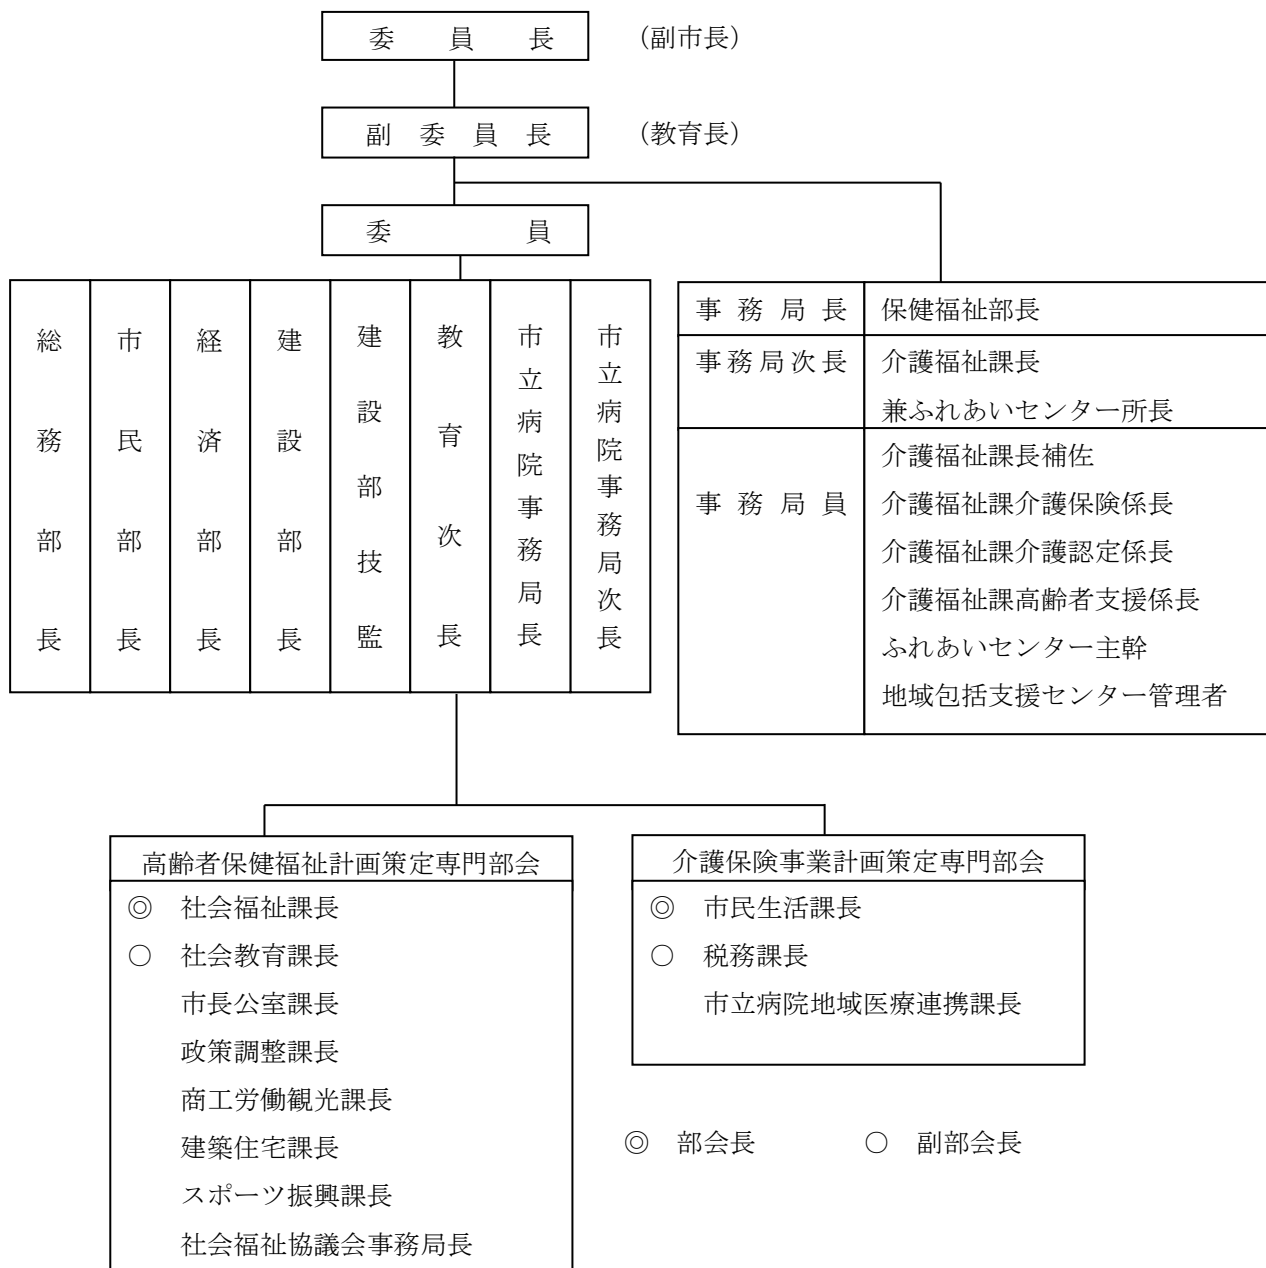 委員長 (副市長)
副委員長 (教育長)
委員
総務部長
市民部長
経済部長
建設部長
建設部技監
教育次長
市立病院事務局長
市立病院事務局次長
事務局長 保健福祉部長
事務局次長 介護福祉課長
兼ふれあいセンター所長
介護福祉課長補佐
事務局員 介護福祉課介護保険係長
介護福祉課介護認定係長
介護福祉課高齢者支援係長
ふれあいセンター主幹
地域包括支援センター管理者
高齢者保健福祉計画策定専門部会
◎ 社会福祉課長
○ 社会教育課長
市長公室課長
政策調整課長
商工労働観光課長
建築住宅課長
スポーツ振興課長
社会福祉協議会事務局長
介護保険事業計画策定専門部会
◎ 市民生活課長
○ 税務課長
市立病院地域医療連携課長
◎ 部会長 ○ 副部会長